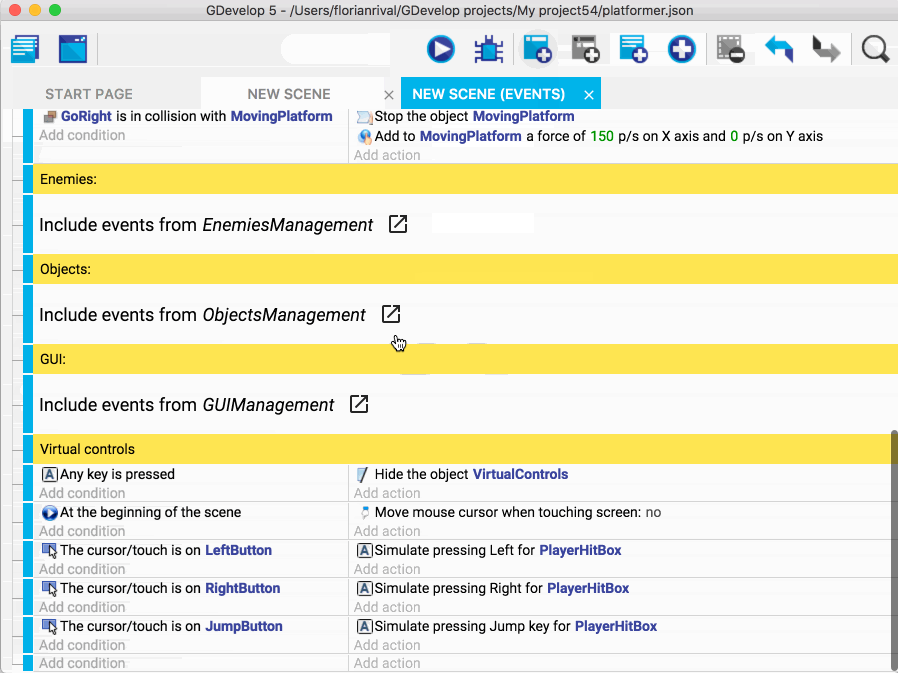 GDevelop 5 - /Users/florianrival/GDevelop projects/My project54/platformer.json
START PAGE
NEW SCENE ×
NEW SCENE (EVENTS) ×
GoRight is in collision with MovingPlatform
Add condition
Stop the object MovingPlatform
Add to MovingPlatform a force of 150 p/s on X axis and 0 p/s on Y axis
Add action
Enemies:
Include events from EnemiesManagement
Objects:
Include events from ObjectsManagement
GUI:
Include events from GUIManagement
Virtual controls
A Any key is pressed
Add condition
Hide the object VirtualControls
Add action
At the beginning of the scene
Add condition
Move mouse cursor when touching screen: no
Add action
The cursor/touch is on LeftButton
Add condition
A Simulate pressing Left for PlayerHitBox
Add action
The cursor/touch is on RightButton
Add condition
A Simulate pressing Right for PlayerHitBox
Add action
The cursor/touch is on JumpButton
Add condition
A Simulate pressing Jump key for PlayerHitBox
Add action
Add condition
Add action